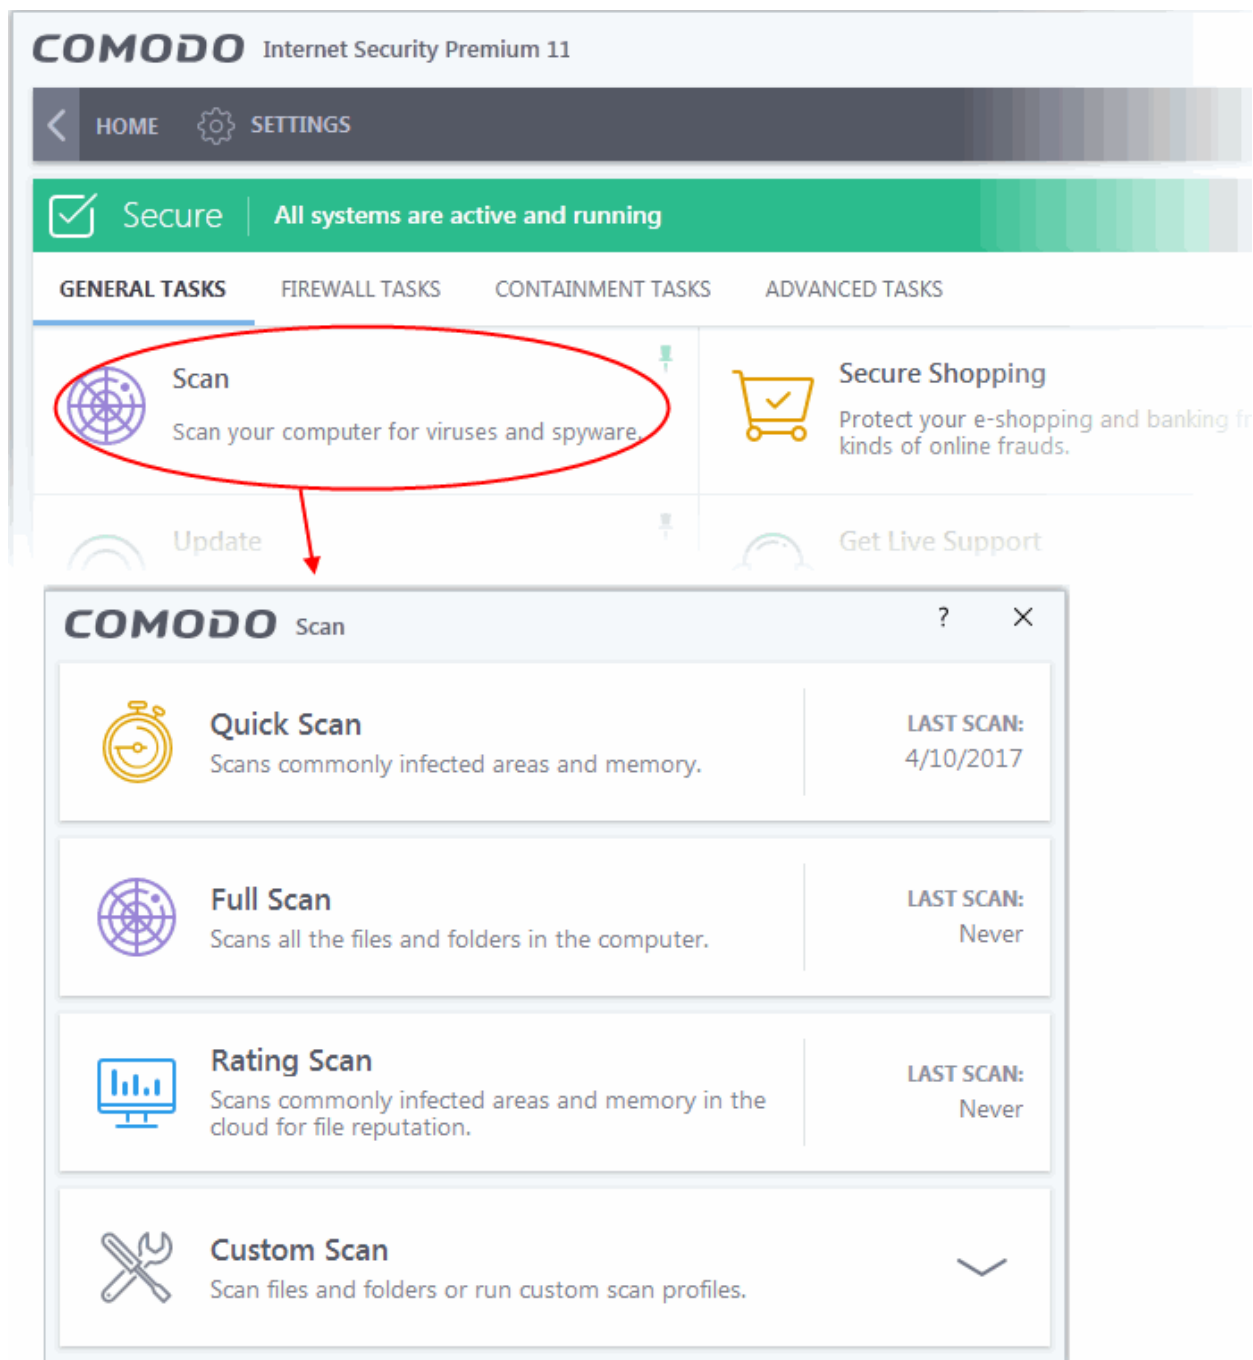 COMODO Internet Security Premium 11
HOME SETTINGS
Secure All systems are active and running
GENERAL TASKS FIREWALL TASKS CONTAINMENT TASKS ADVANCED TASKS
Scan
Scan your computer for viruses and spyware.
Secure Shopping
Protect your e-shopping and banking
kinds of online frauds.
Update
Get Live Support
COMODO Scan ?
Quick Scan
Scans commonly infected areas and memory.
LAST SCAN:
4/10/2017
Full Scan
Scans all the files and folders in the computer.
LAST SCAN:
Never
Rating Scan
Scans commonly infected areas and memory in the
cloud for file reputation.
LAST SCAN:
Never
Custom Scan
Scan files and folders or run custom scan profiles.